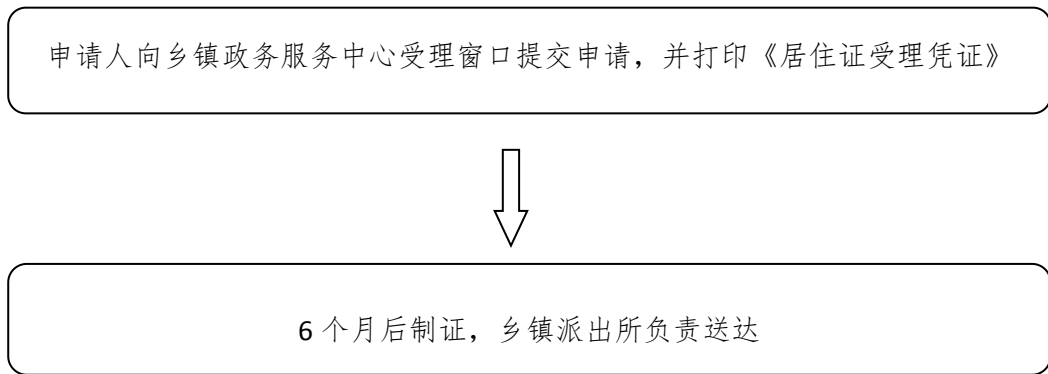 申请人向乡镇政务服务中心受理窗口提交申请，并打印《居住证受理凭证》
6 个月后制证，乡镇派出所负责送达